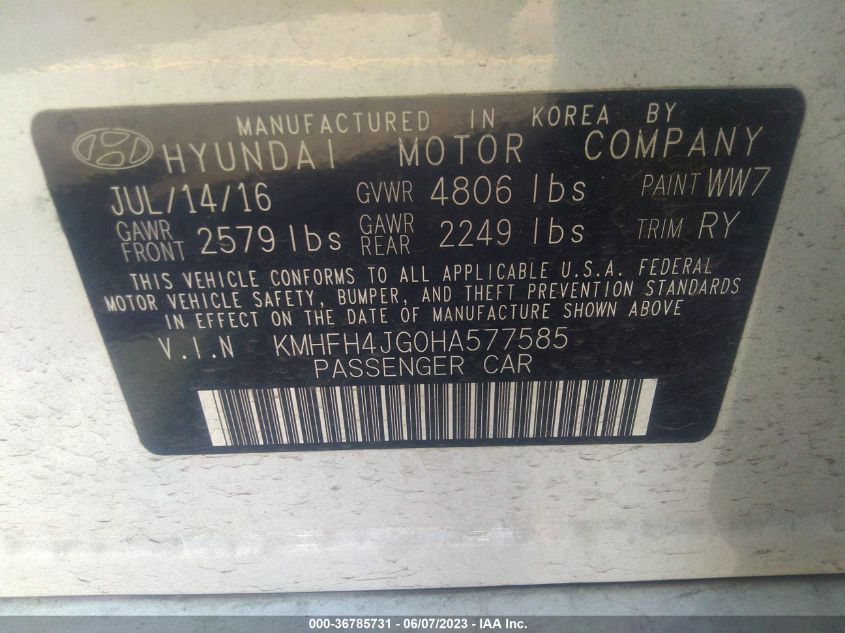 MANUFACTURED IN KOREA BY
HYUNDAI MOTOR COMPANY
JUL/14/16 GVWR 4806 lbs PAINT WW7
GAWR FRONT 2579 lbs GAWR REAR 2249 lbs TRIM RY
THIS VEHICLE CONFORMS TO ALL APPLICABLE U.S.A. FEDERAL
MOTOR VEHICLE SAFETY, BUMPER, AND THEFT PREVENTION STANDARDS
IN EFFECT ON THE DATE OF MANUFACTURE SHOWN ABOVE
V.I.N KMHFH4JG0HA577585
PASSENGER CAR
000-36785731 - 06/07/2023 - ©IAA, Inc.